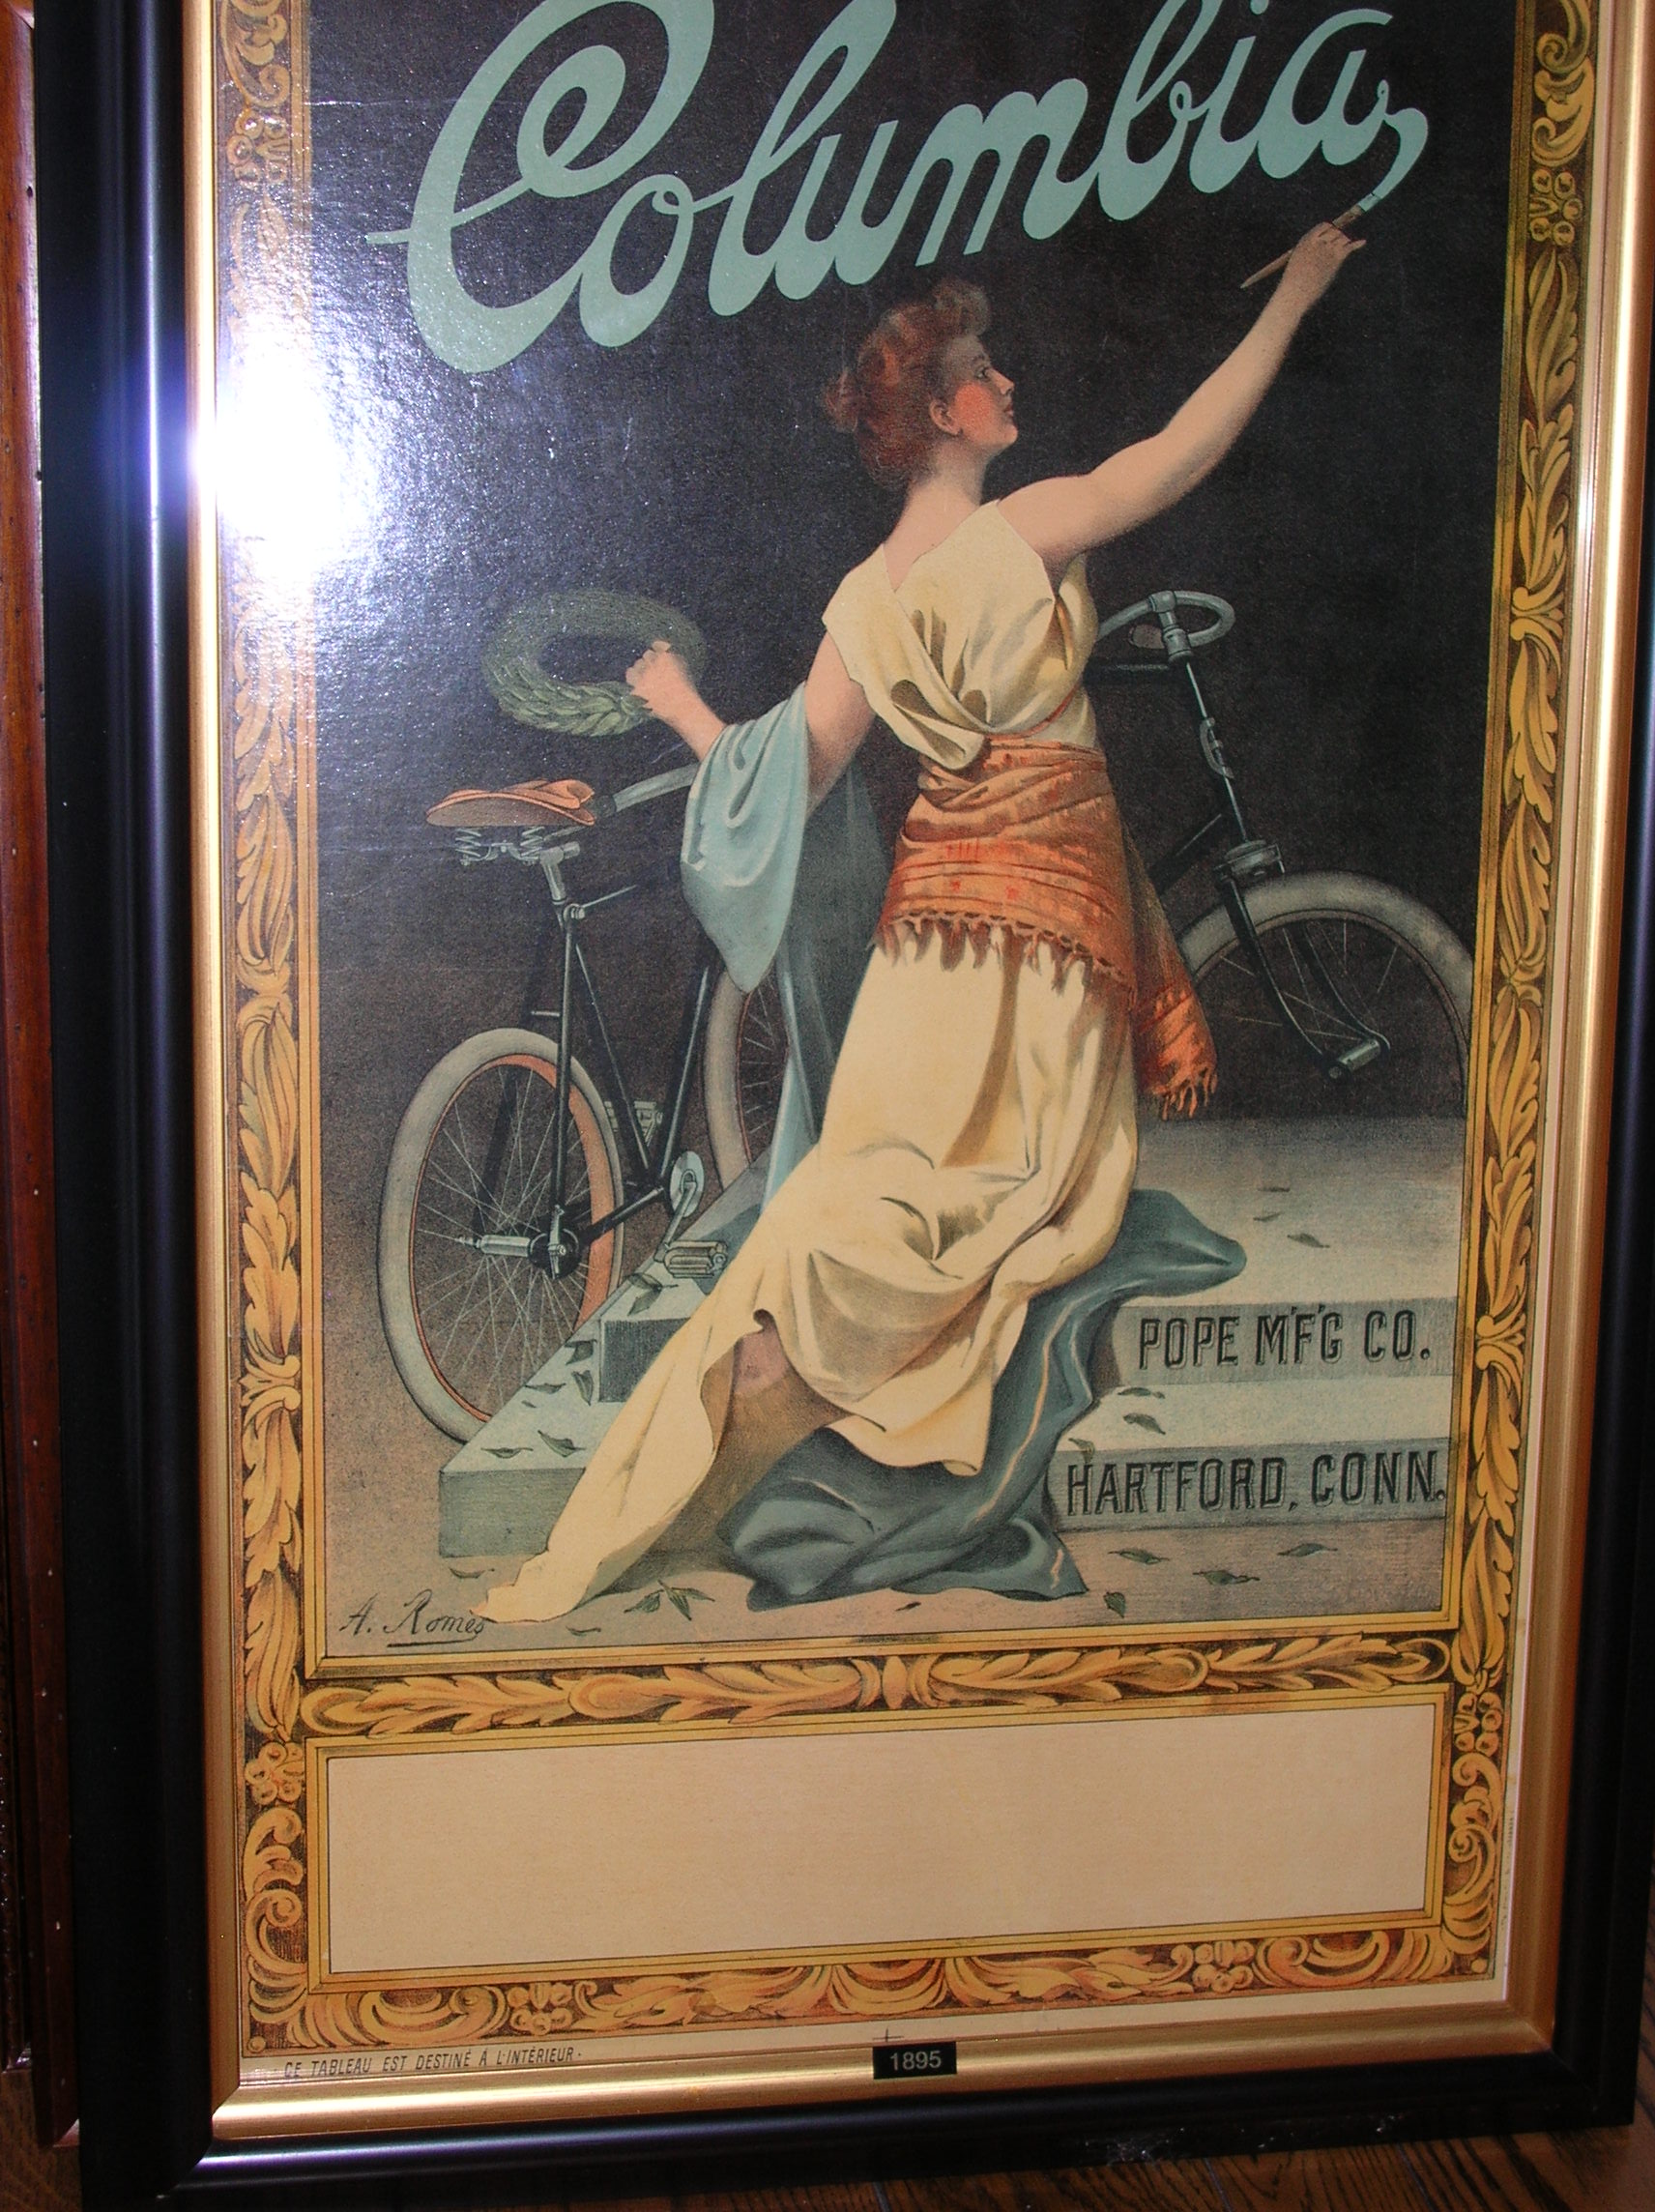 Columbia
POPE M'F'G CO.
HARTFORD, CONN.
A. Romes
CE TABLEAU EST DESTINÉ À L'INTÉRIEUR.
1895